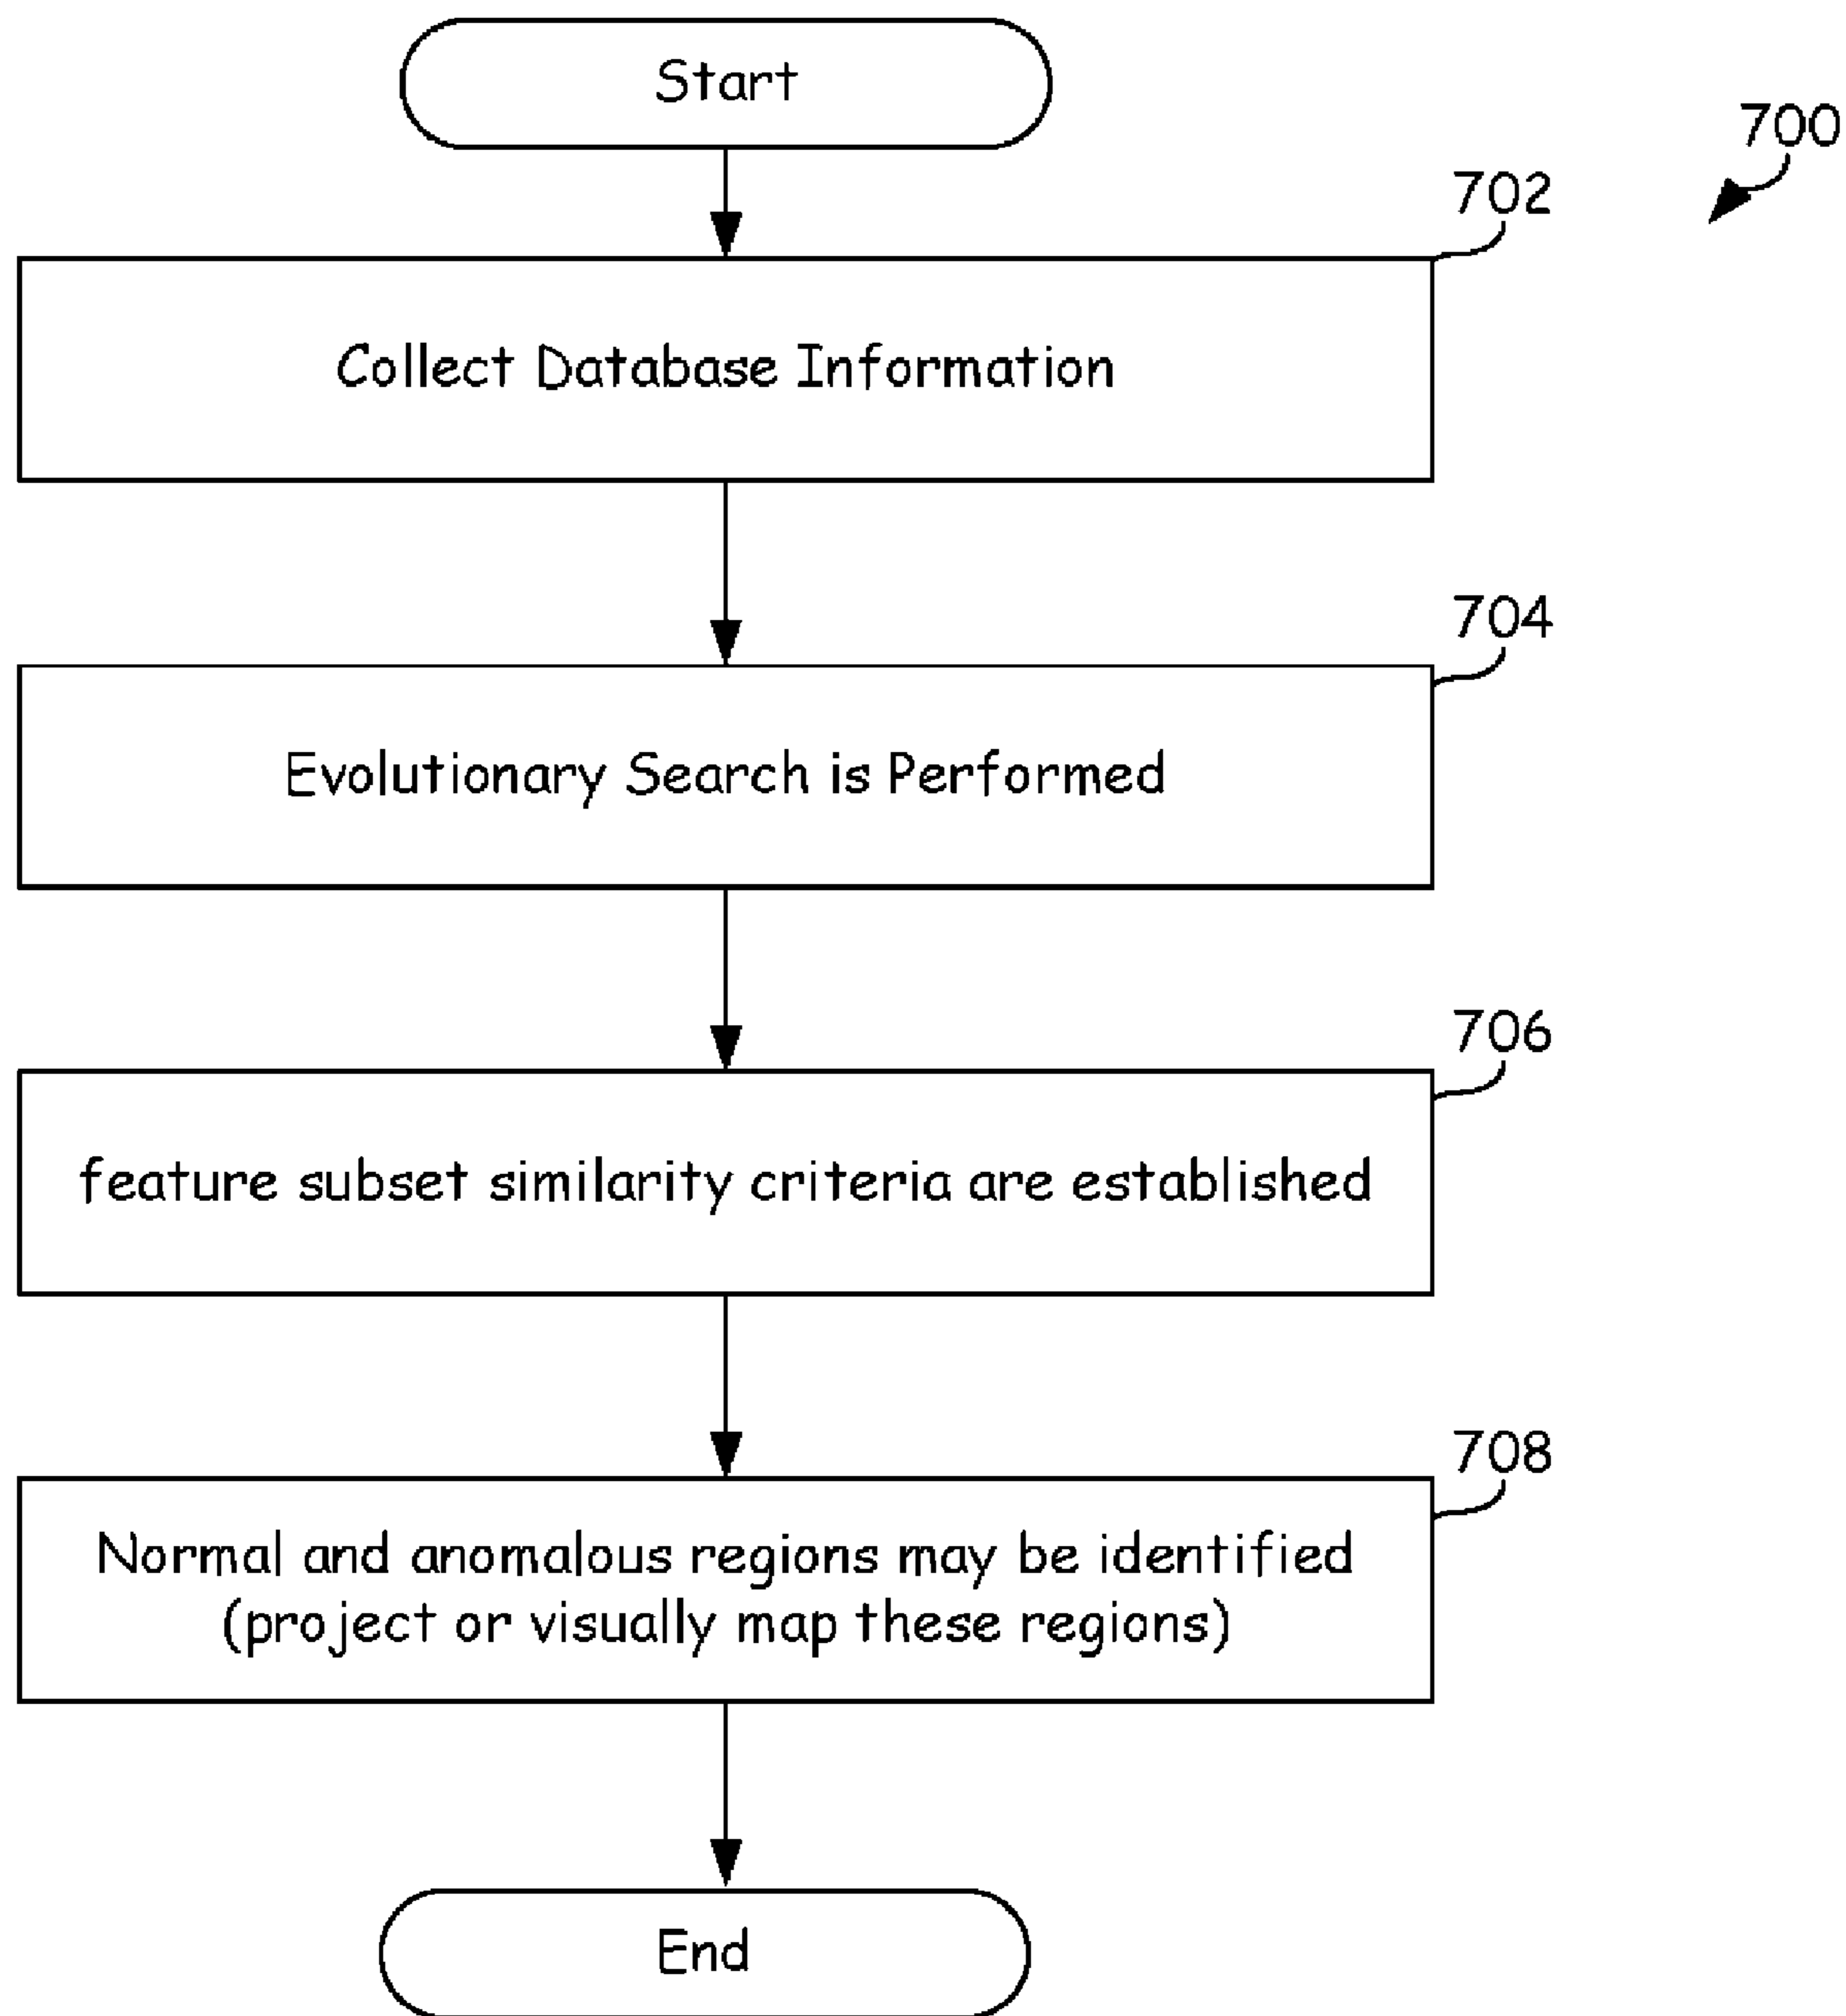 Start
700
702
Collect Database Information
704
Evolutionary Search is Performed
706
feature subset similarity criteria are established
708
Normal and anomalous regions may be identified
(project or visually map these regions)
End